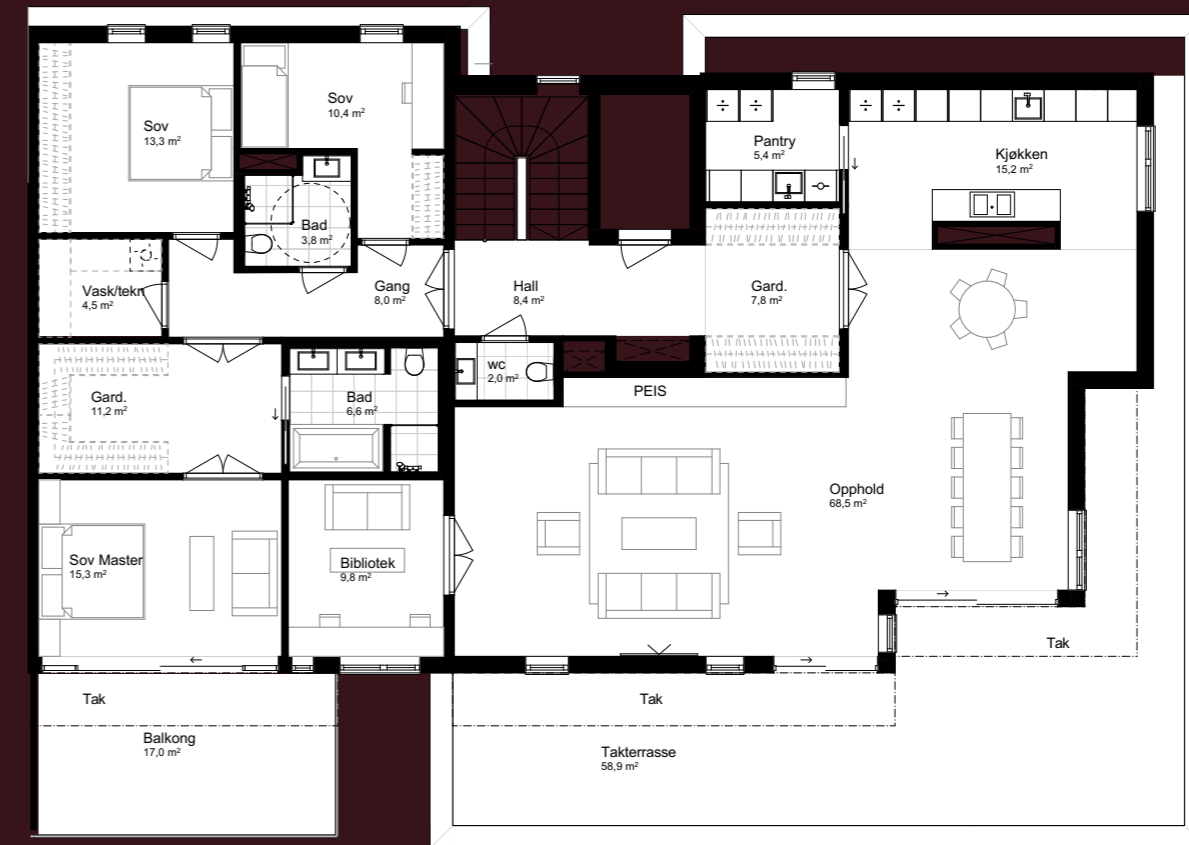 Sov
13,3 m²
Sov
10,4 m²
Pantry
5,4 m²
Kjøkken
15,2 m²
Bad
3,8 m²
Vask/tekn
4,5 m²
Gang
8,0 m²
Hall
8,4 m²
Gard.
7,8 m²
wc
2,0 m²
PEIS
Gard.
11,2 m²
Bad
6,6 m²
Opphold
68,5 m²
Sov Master
15,3 m²
Bibliotek
9,8 m²
Tak
Tak
Tak
Balkong
17,0 m²
Takterrasse
58,9 m²